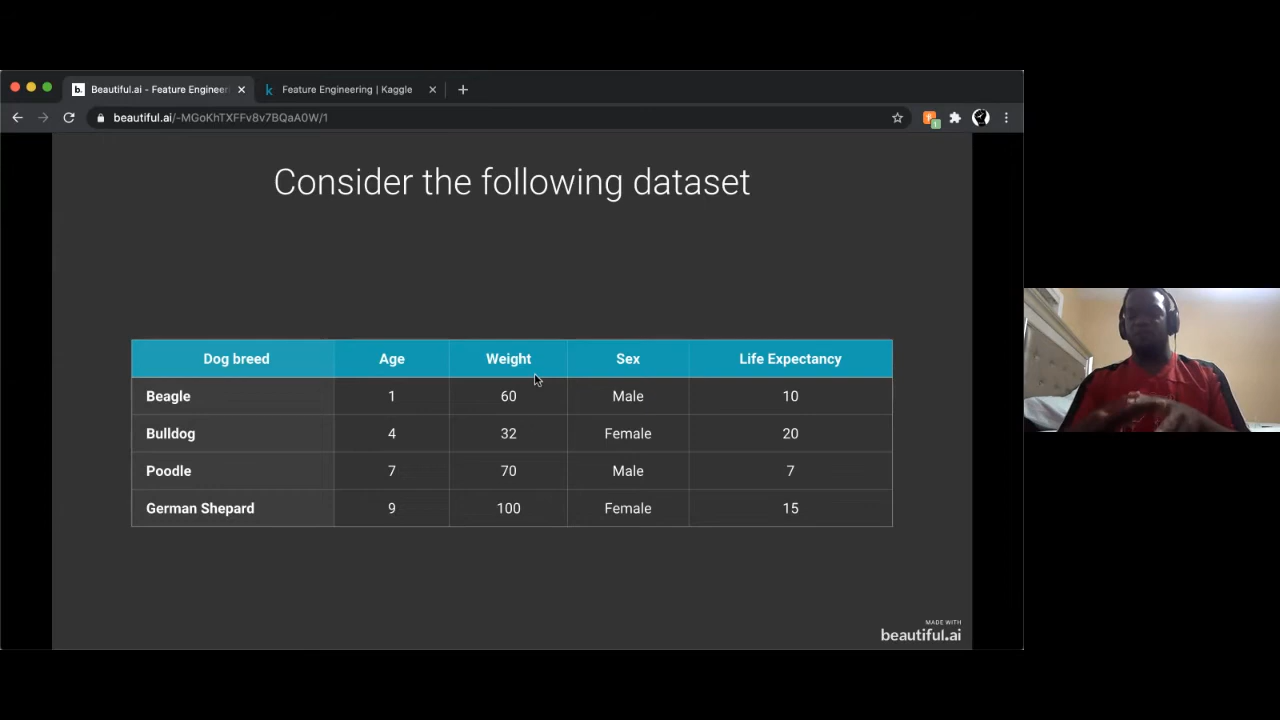 b. Beautiful.ai - Feature Engineer
Feature Engineering | Kaggle
beautiful.ai/-MGoKhTXFFv8v7BQaA0W/1
Consider the following dataset
Dog breed Age Weight Sex Life Expectancy
Beagle 1 60 Male 10
Bulldog 4 32 Female 20
Poodle 7 70 Male 7
German Shepard 9 100 Female 15
MADE WITH
beautiful.ai